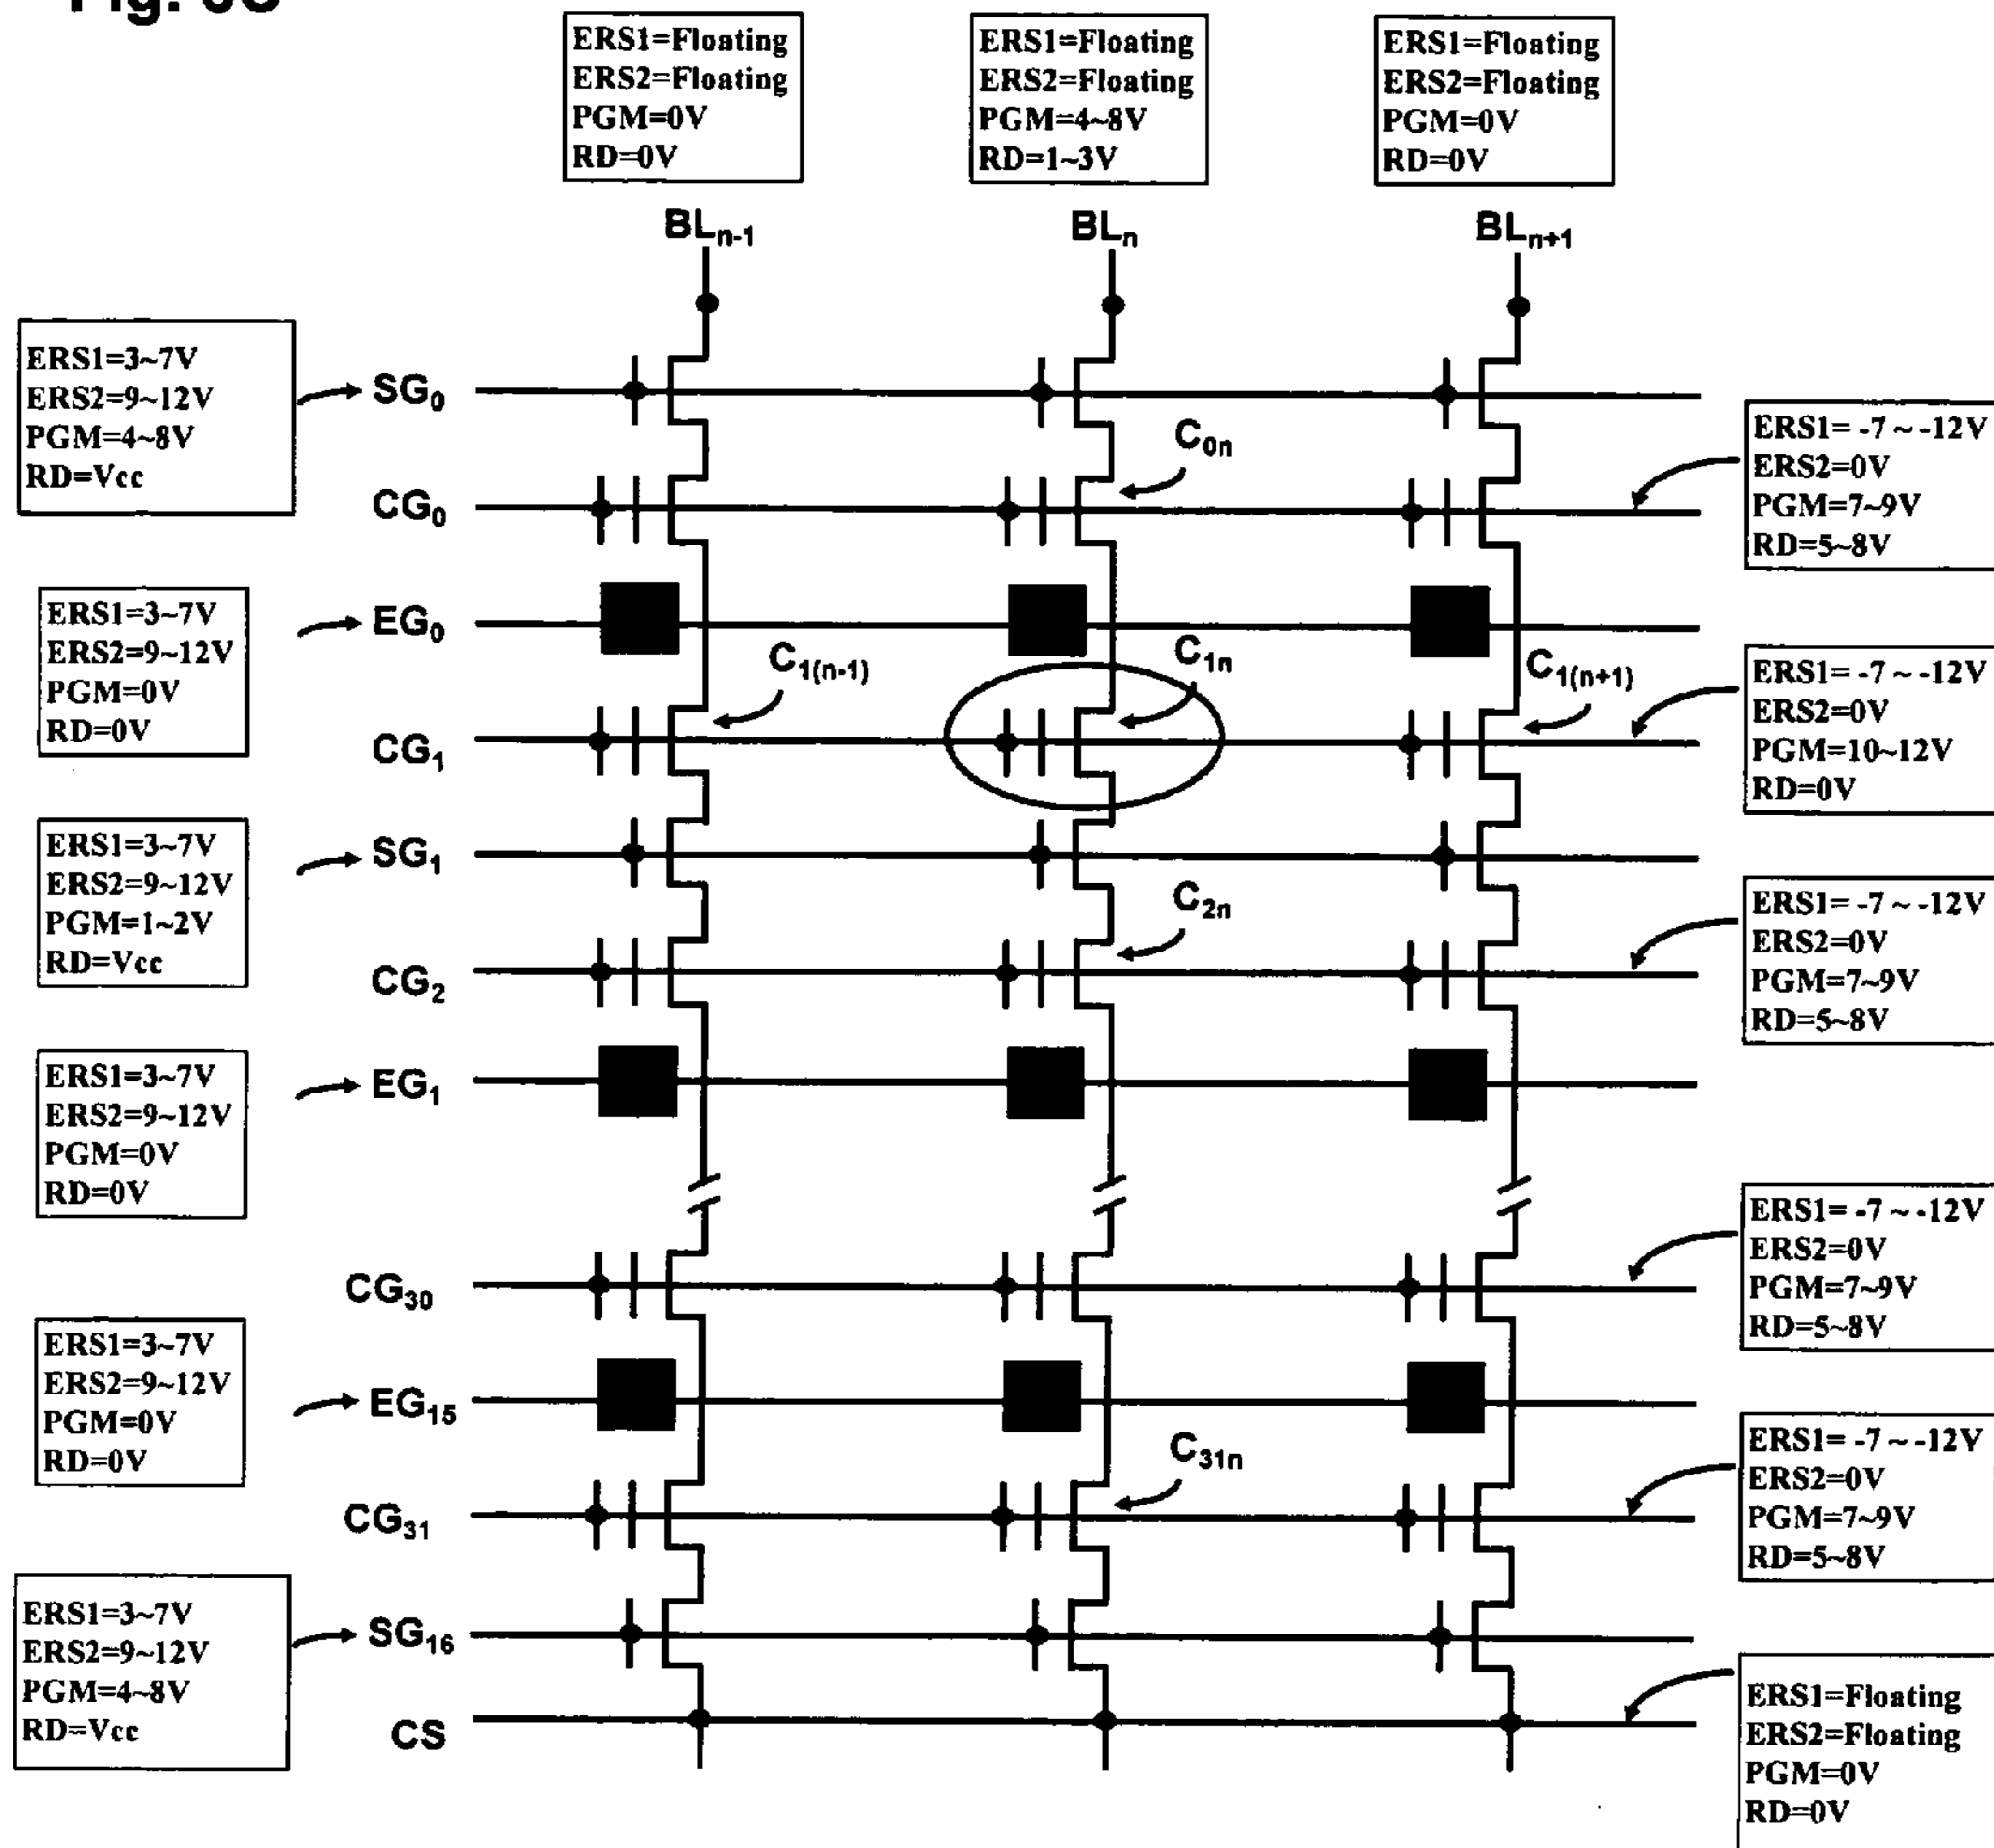 ERS1=Floating
ERS2=Floating
PGM=0V
RD=0V
ERS1=Floating
ERS2=Floating
PGM=4~8V
RD=1~3V
ERS1=Floating
ERS2=Floating
PGM=0V
RD=0V
BLn-1
BLn
BLn+1
ERS1=3~7V
ERS2=9~12V
PGM=4~8V
RD=Vcc
SG0
C0n
CG0
ERS1= -7 ~ -12V
ERS2=0V
PGM=7~9V
RD=5~8V
ERS1=3~7V
ERS2=9~12V
PGM=0V
RD=0V
EG0
C1(n-1)
C1n
C1(n+1)
CG1
ERS1= -7 ~ -12V
ERS2=0V
PGM=10~12V
RD=0V
ERS1=3~7V
ERS2=9~12V
PGM=1~2V
RD=Vcc
SG1
C2n
CG2
ERS1= -7 ~ -12V
ERS2=0V
PGM=7~9V
RD=5~8V
ERS1=3~7V
ERS2=9~12V
PGM=0V
RD=0V
EG1
CG30
ERS1= -7 ~ -12V
ERS2=0V
PGM=7~9V
RD=5~8V
ERS1=3~7V
ERS2=9~12V
PGM=0V
RD=0V
EG15
C31n
CG31
ERS1= -7 ~ -12V
ERS2=0V
PGM=7~9V
RD=5~8V
ERS1=3~7V
ERS2=9~12V
PGM=4~8V
RD=Vcc
SG16
CS
ERS1=Floating
ERS2=Floating
PGM=0V
RD=0V